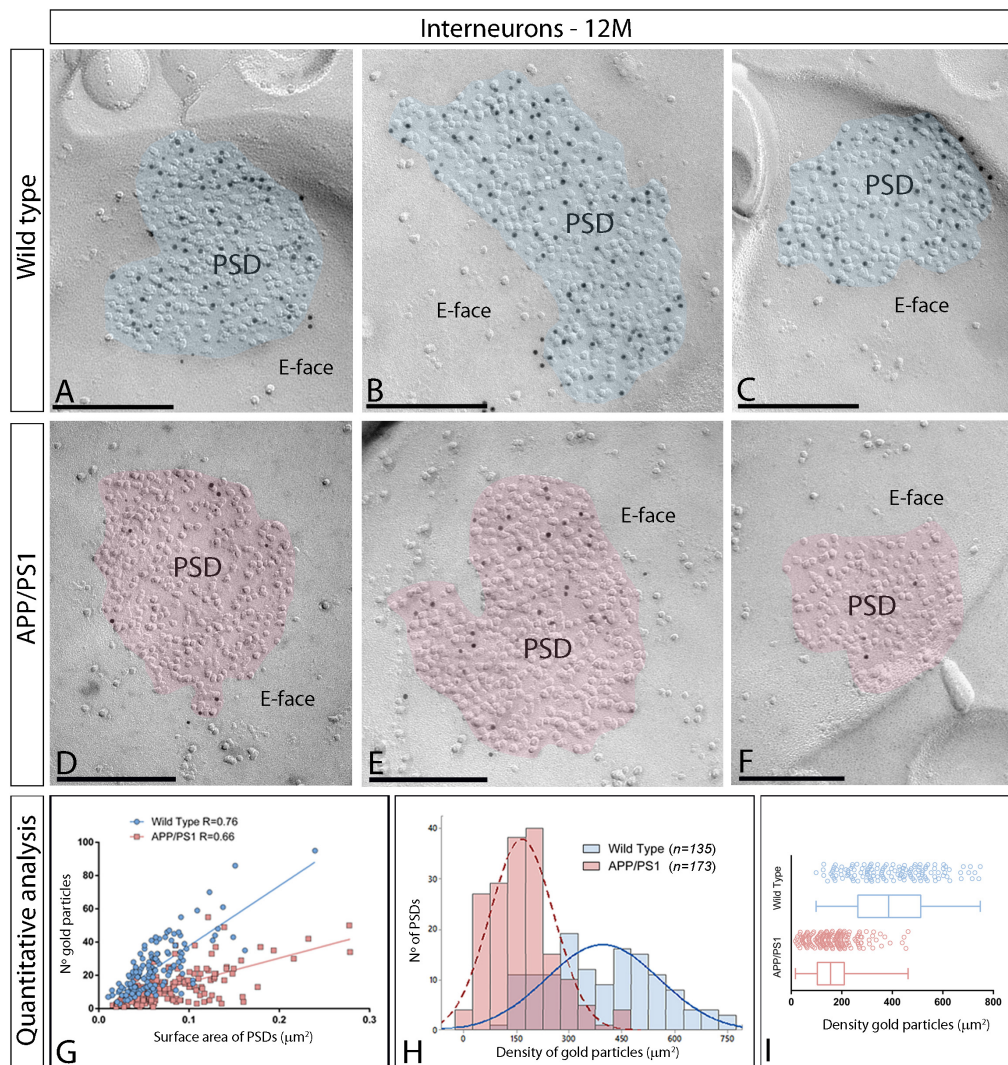 Interneurons - 12M
Wild type
PSD
E-face
A
PSD
E-face
B
PSD
E-face
C
APP/PS1
PSD
E-face
D
E-face
PSD
E
E-face
PSD
F
Quantitative analysis
Wild Type R=0.76
APP/PS1 R=0.66
Nº gold particles
100
80
60
40
20
0
0.0 0.1 0.2 0.3
Surface area of PSDs (µm²)
G
Nº of PSDs
40
30
20
10
0
Wild Type (n=135)
APP/PS1 (n=173)
0 150 300 450 600 750
Density of gold particles (µm²)
H
Wild Type
APP/PS1
0 200 400 600 800
Density gold particles (µm²)
I